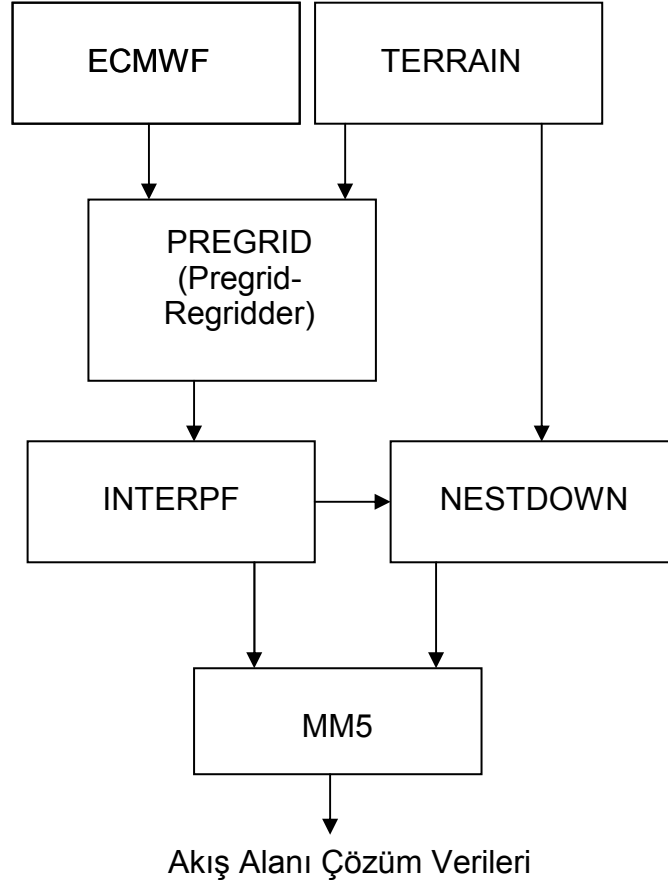 ECMWF
TERRAIN
PREGRID
(Pregrid-
Regridder)
INTERPF
NESTDOWN
MM5
Akış Alanı Çözüm Verileri